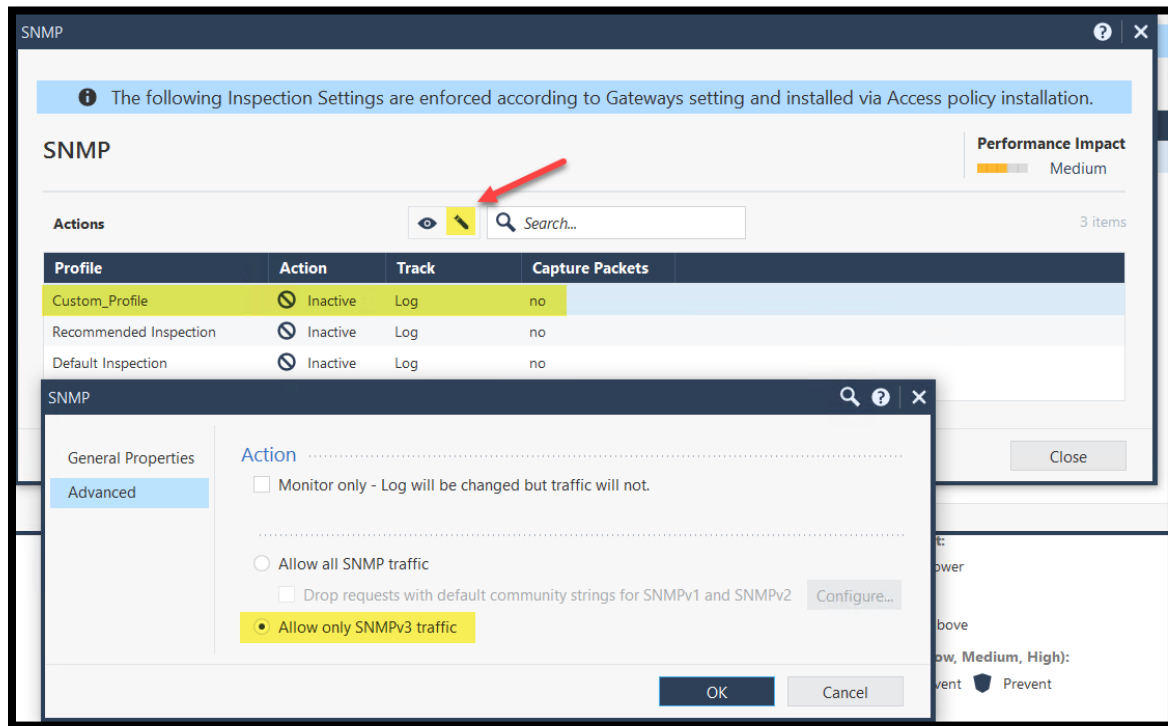 SNMP
The following Inspection Settings are enforced according to Gateways setting and installed via Access policy installation.
SNMP
Performance Impact
Medium
Actions
Search...
3 items
Profile Action Track Capture Packets
Custom_Profile Inactive Log no
Recommended Inspection Inactive Log no
Default Inspection Inactive Log no
Close
SNMP
General Properties
Advanced
Action
Monitor only - Log will be changed but traffic will not.
Allow all SNMP traffic
Drop requests with default community strings for SNMPv1 and SNMPv2 Configure...
Allow only SNMPv3 traffic
OK Cancel
Medium, High):
Prevent